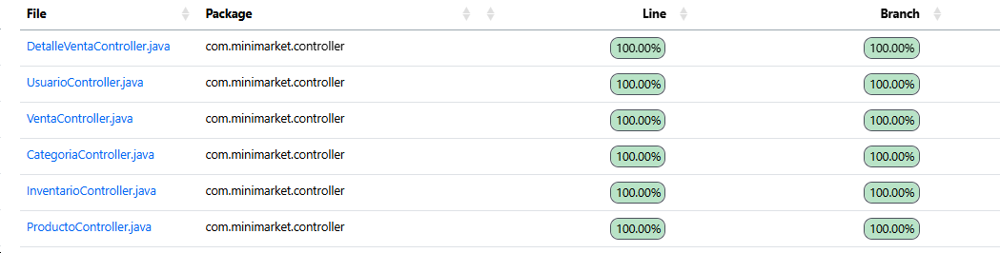 File Package Line Branch
DetalleVentaController.java com.minimarket.controller 100.00% 100.00%
UsuarioController.java com.minimarket.controller 100.00% 100.00%
VentaController.java com.minimarket.controller 100.00% 100.00%
CategoriaController.java com.minimarket.controller 100.00% 100.00%
InventarioController.java com.minimarket.controller 100.00% 100.00%
ProductoController.java com.minimarket.controller 100.00% 100.00%